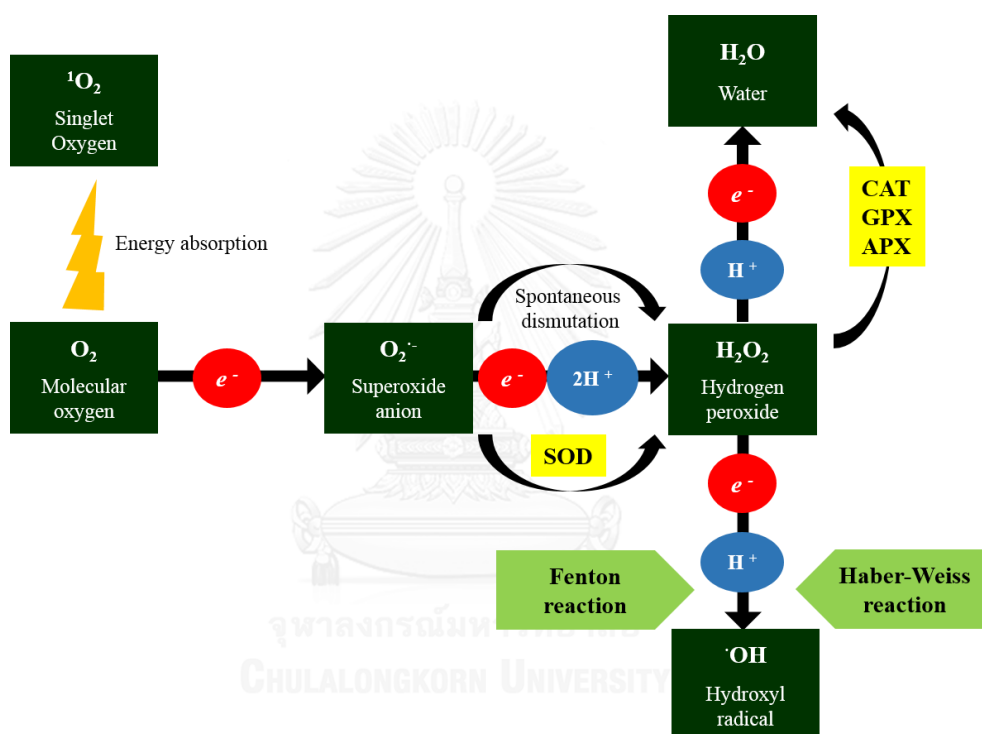 ¹O₂
Singlet
Oxygen
Energy absorption
O₂
Molecular
oxygen
e⁻
O₂˙⁻
Superoxide
anion
Spontaneous
dismutation
e⁻
2H⁺
SOD
H₂O
Water
e⁻
H⁺
CAT
GPX
APX
H₂O₂
Hydrogen
peroxide
e⁻
H⁺
Fenton
reaction
Haber-Weiss
reaction
˙OH
Hydroxyl
radical
CHULALONGKORN UNIVERSITY